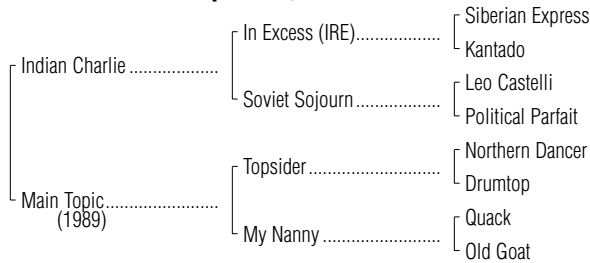 Siberian Express
In Excess (IRE)..................
Kantado
Indian Charlie ...................
Leo Castelli
Soviet Sojourn...................
Political Parfait
Northern Dancer
Topsider.............................
Drumtop
Main Topic........................
(1989)
Quack
My Nanny .........................
Old Goat